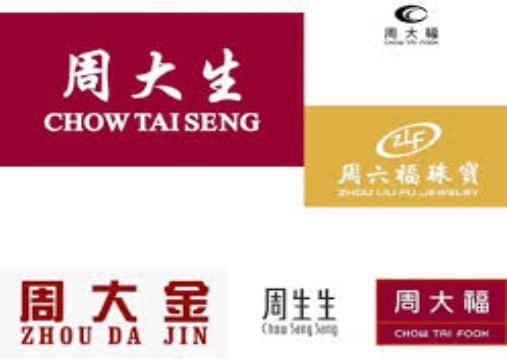 周大福
CHOW TAI FOOK
周大生
CHOW TAI SENG
ZLF
周六福珠寶
ZHOU LIU FU JEWELRY
周大金
ZHOU DA JIN
周生生
Chow Sang Sang
周大福
CHOW TAI FOOK